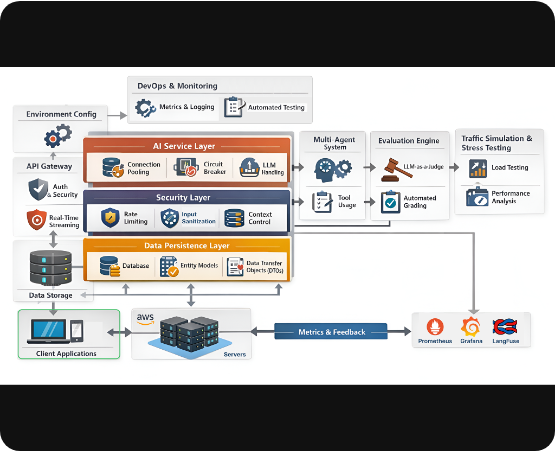 DevOps & Monitoring
Metrics & Logging
Automated Testing
Environment Config
API Gateway
Auth
& Security
Real-Time
Streaming
Data Storage
Client Applications
AI Service Layer
Connection
Pooling
Circuit
Breaker
LLM
Handling
Security Layer
Rate
Limiting
Input
Sanitization
Context
Control
Data Persistence Layer
Database
Entity Models
Data Transfer
Objects (DTOs)
Multi-Agent
System
Tool
Usage
Evaluation Engine
LLM-as-a-Judge
Automated
Grading
Traffic Simulation &
Stress Testing
Load Testing
Performance
Analysis
aws
Servers
Metrics & Feedback
Prometheus
Grafana
LangFuse